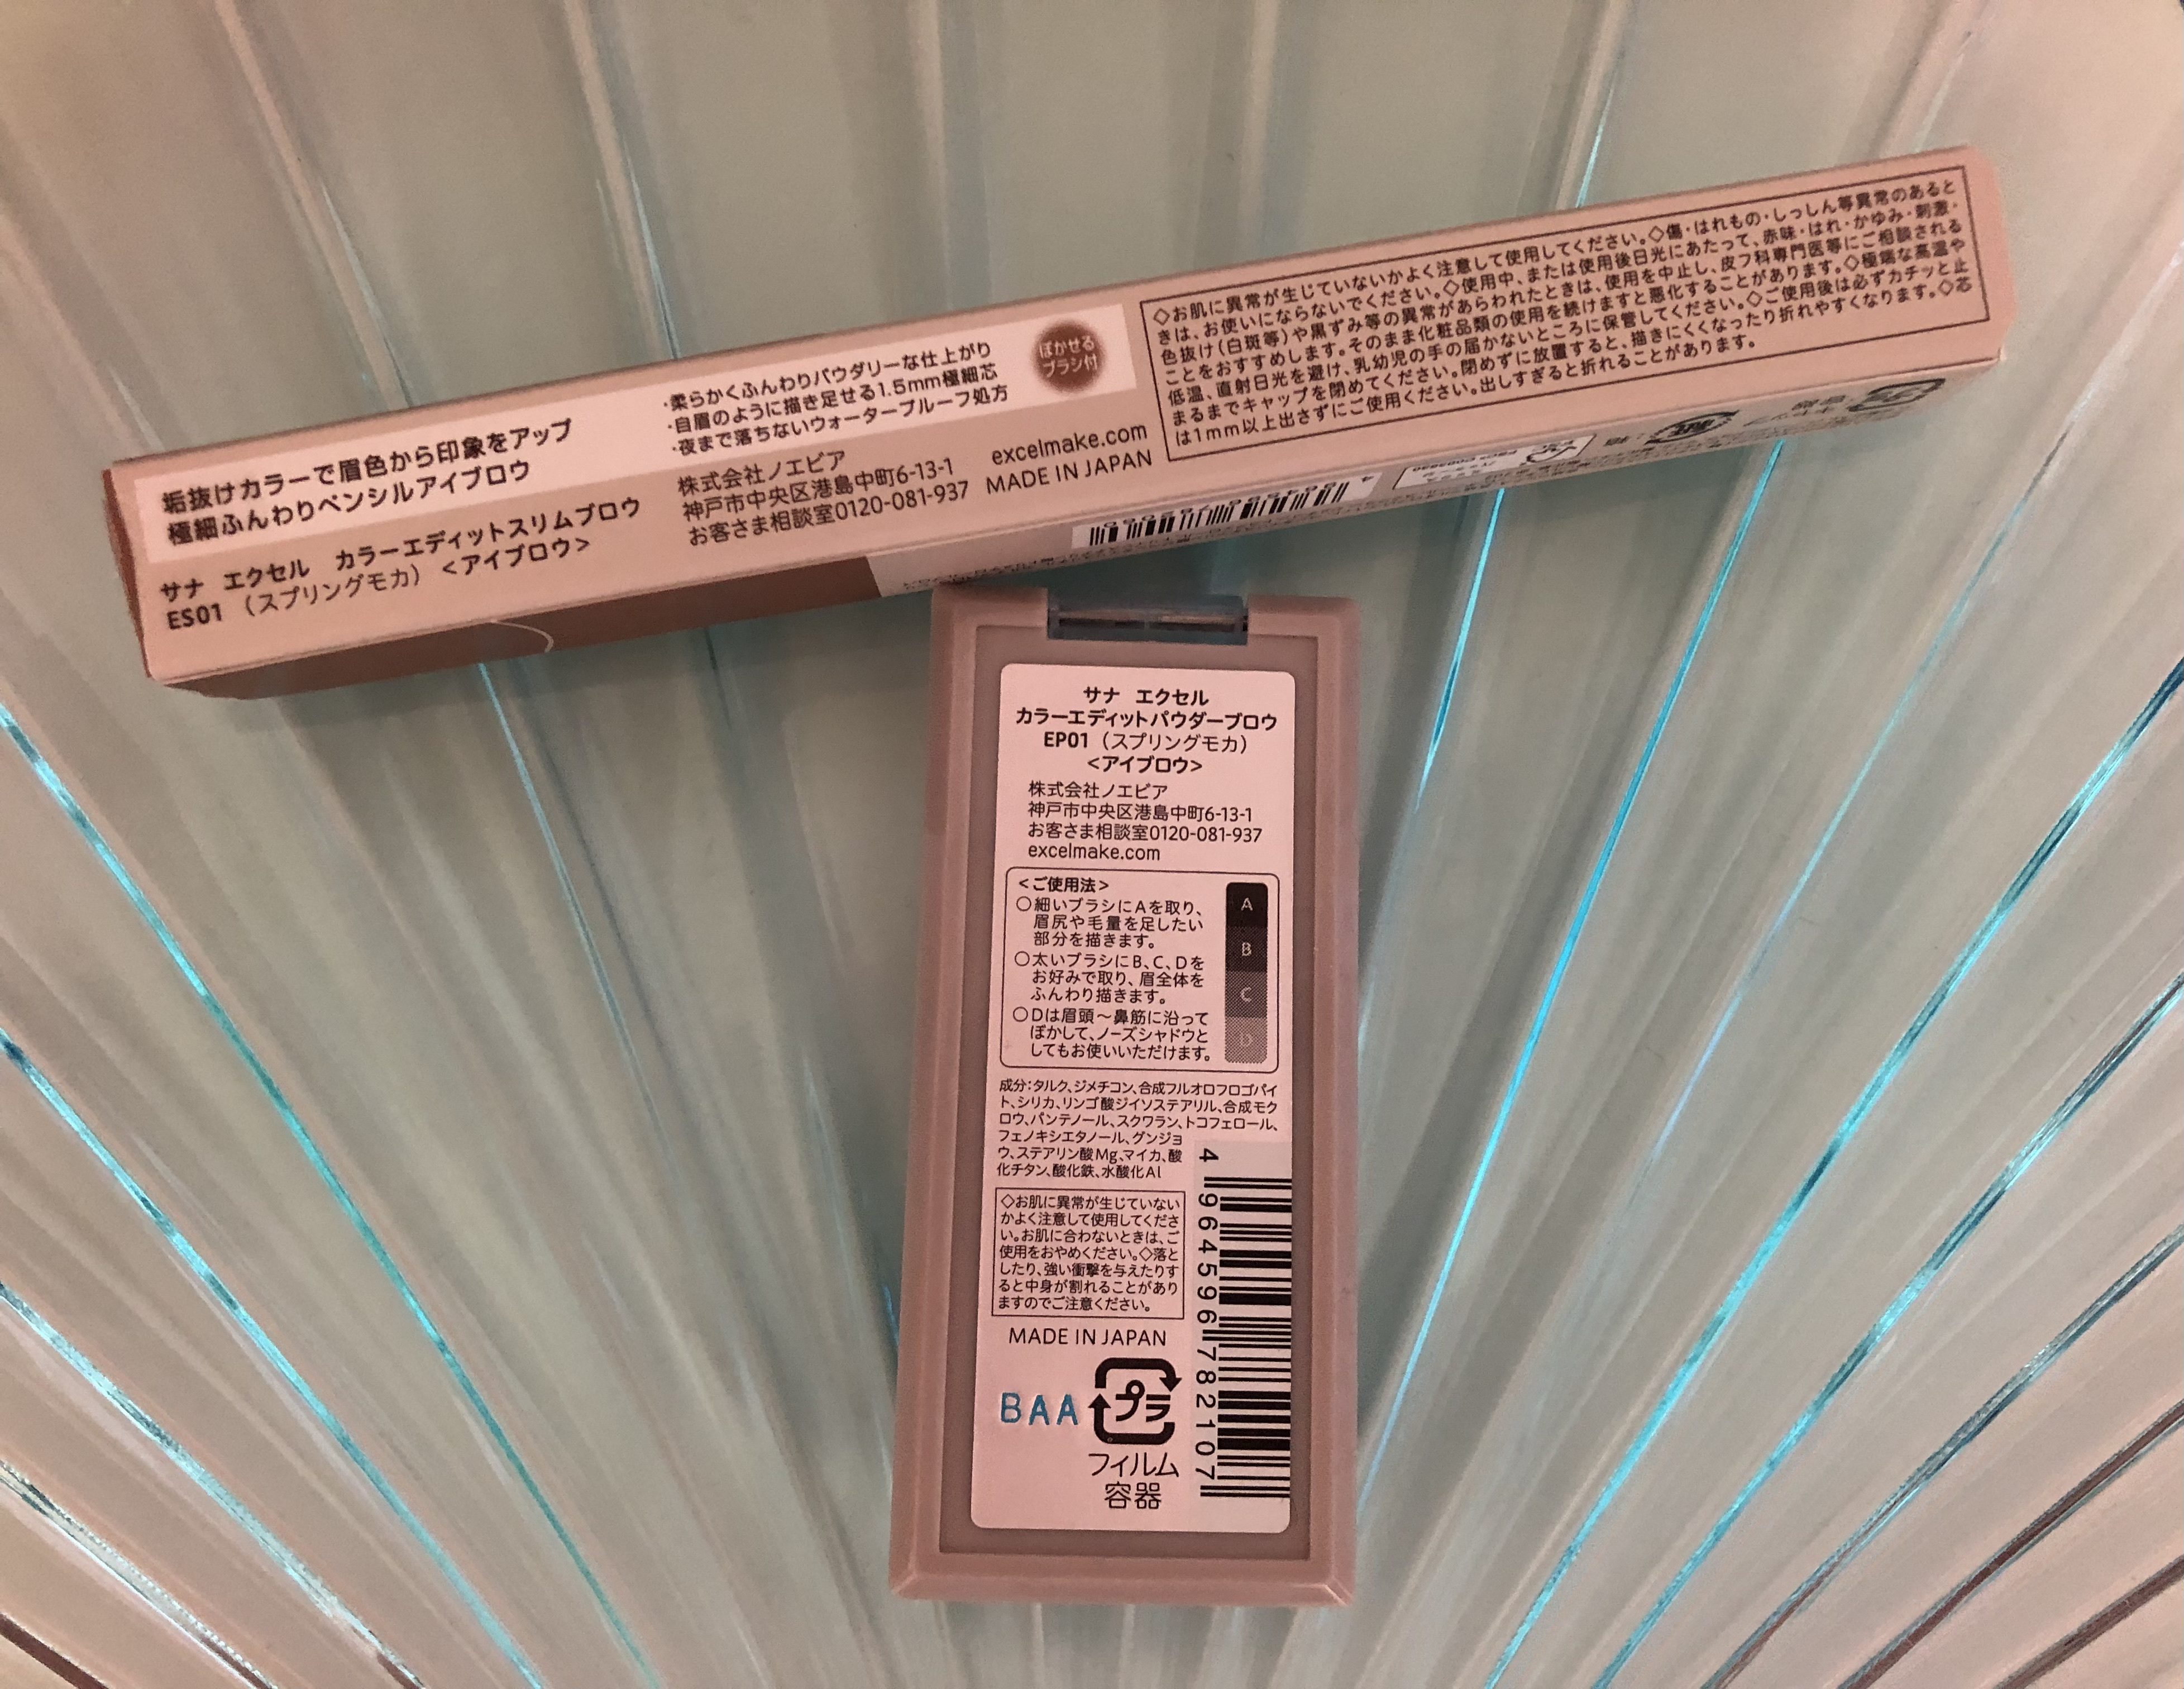 垢抜けカラーで眉色から印象をアップ
極細ふんわりペンシルアイブロウ
サナ エクセル カラーエディットスリムブロウ
ES01 (スプリングモカ) <アイブロウ>
・柔らかくふんわりパウダリーな仕上がり
・自眉のように描き足せる1.5mm極細芯
・夜まで落ちないウォータープルーフ処方
ぼかせる
ブラシ付
株式会社ノエビア
神戸市中央区港島中町6-13-1
お客さま相談室0120-081-937
excelmake.com
MADE IN JAPAN
◇お肌に異常が生じていないかよく注意して使用してください。◇傷・はれもの・しっしん等異常のあると
きは、お使いにならないでください。◇使用中、または使用後日光にあたって、赤味・はれ・かゆみ・刺激・
色抜け(白斑等)や黒ずみ等の異常があらわれたときは、使用を中止し、皮フ科専門医等にご相談される
ことをおすすめします。そのまま化粧品類の使用を続けますと悪化することがあります。◇極端な高温や
低温、直射日光を避け、乳幼児の手の届かないところに保管してください。◇ご使用後は必ずカチッと止
まるまでキャップを閉めてください。閉めずに放置すると、描きにくくなったり折れやすくなります。◇芯
は1mm以上出さずにご使用ください。出しすぎると折れることがあります。
サナ エクセル
カラーエディットパウダーブロウ
EP01 (スプリングモカ)
<アイブロウ>
株式会社ノエビア
神戸市中央区港島中町6-13-1
お客さま相談室0120-081-937
excelmake.com
<ご使用法>
○細いブラシにAを取り、
眉尻や毛量を足したい
部分を描きます。
○太いブラシにB、C、Dを
お好みで取り、眉全体を
ふんわり描きます。
○Dは眉頭〜鼻筋に沿って
ぼかして、ノーズシャドウと
してもお使いいただけます。
A
B
C
D
成分:タルク、ジメチコン、合成フルオロフロゴパイ
ト、シリカ、リンゴ酸ジイソステアリル、合成モク
ロウ、パンテノール、スクワラン、トコフェロール、
フェノキシエタノール、グンジョ
ウ、ステアリン酸Mg、マイカ、酸
化チタン、酸化鉄、水酸化Al
◇お肌に異常が生じていない
かよく注意して使用してくださ
い。お肌に合わないときは、ご
使用をおやめください。◇落と
したり、強い衝撃を与えたりす
ると中身が割れることがあり
ますのでご注意ください。
MADE IN JAPAN
BAA
プラ
フィルム
容器
4 964596 782107